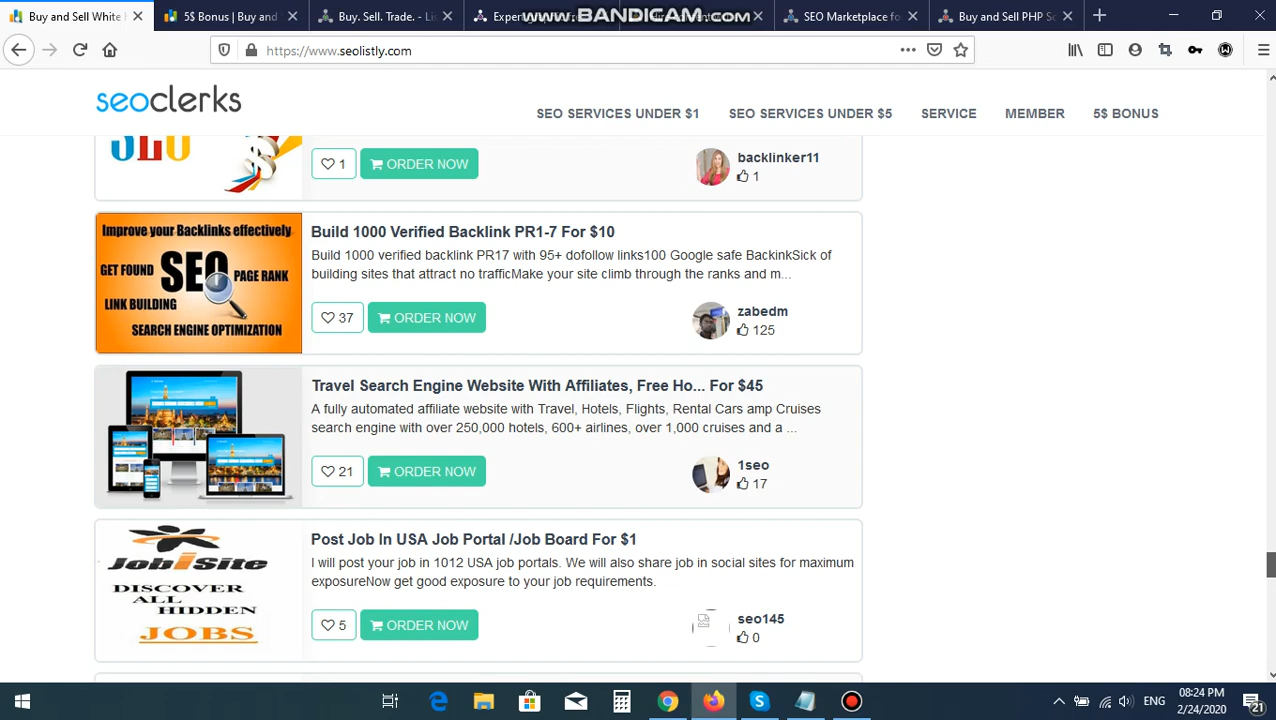 www.BANDICAM.com
Buy and Sell White H
5$ Bonus | Buy and
Buy. Sell. Trade. - Li
Exper
SEO Marketplace fo
Buy and Sell PHP Sc
https://www.seolistly.com
seoclerks
SEO SERVICES UNDER $1 SEO SERVICES UNDER $5 SERVICE MEMBER 5$ BONUS
SEO
1 ORDER NOW
backlinker11
1
Improve your Backlinks effectively
GET FOUND SEO PAGE RANK
LINK BUILDING
SEARCH ENGINE OPTIMIZATION
Build 1000 Verified Backlink PR1-7 For $10
Build 1000 verified backlink PR17 with 95+ dofollow links100 Google safe BackinkSick of
building sites that attract no trafficMake your site climb through the ranks and m...
37 ORDER NOW
zabedm
125
Travel Search Engine Website With Affiliates, Free Ho... For $45
A fully automated affiliate website with Travel, Hotels, Flights, Rental Cars amp Cruises
search engine with over 250,000 hotels, 600+ airlines, over 1,000 cruises and a ...
21 ORDER NOW
1seo
17
JobiSite
DISCOVER
ALL
HIDDEN
JOBS
Post Job In USA Job Portal /Job Board For $1
I will post your job in 1012 USA job portals. We will also share job in social sites for maximum
exposureNow get good exposure to your job requirements.
5 ORDER NOW
seo145
0
ENG
08:24 PM
2/24/2020
21